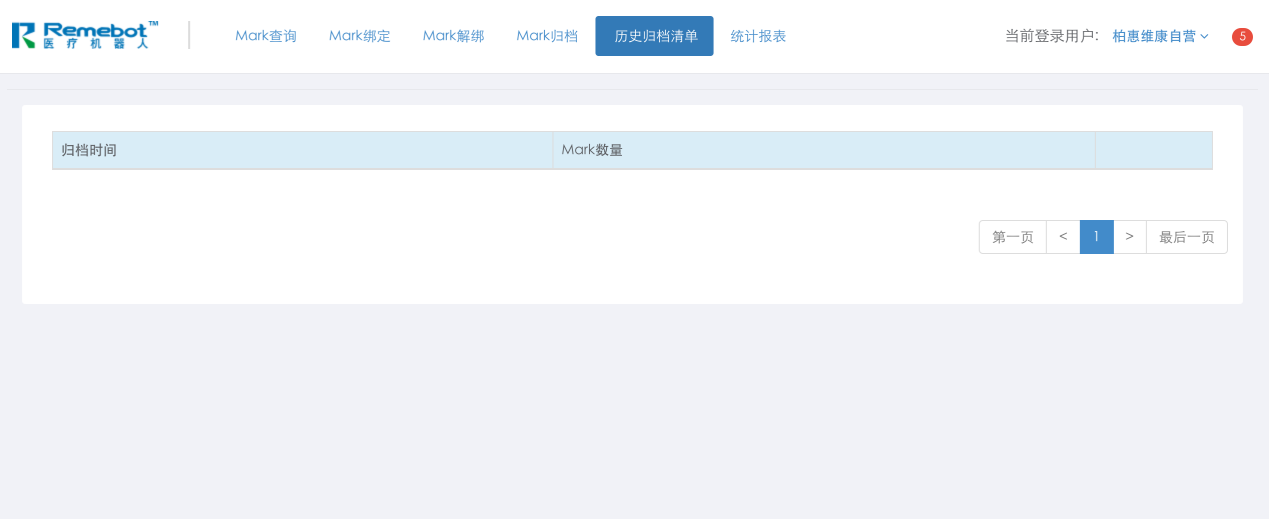 Remebot™
医疗机器人
Mark查询 Mark绑定 Mark解绑 Mark归档 历史归档清单 统计报表
当前登录用户: 柏惠维康自营 5
归档时间 Mark数量
第一页 < 1 > 最后一页